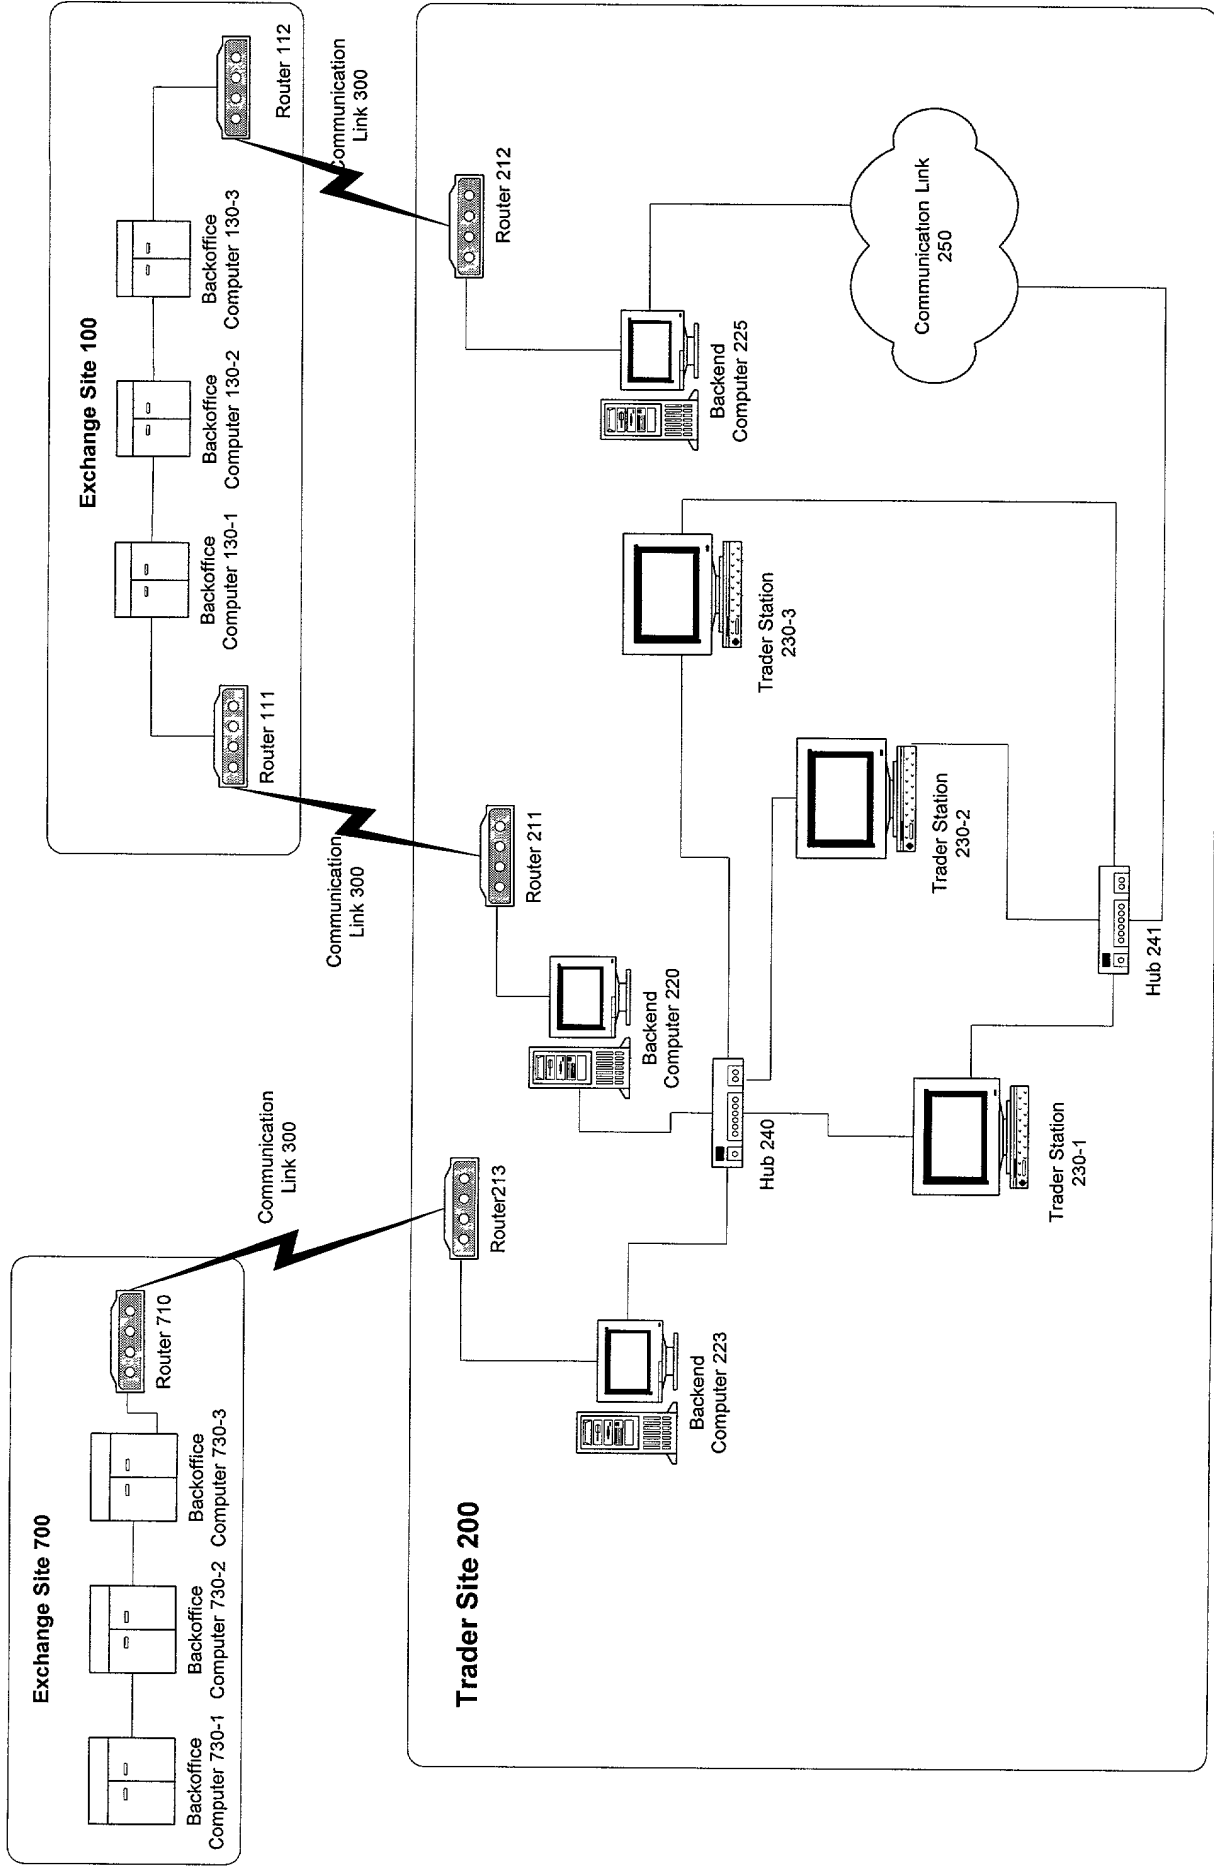 Exchange Site 700
Backoffice
Computer 730-1
Backoffice
Computer 730-2
Backoffice
Computer 730-3
Router 710
Communication
Link 300
Exchange Site 100
Router 111
Backoffice
Computer 130-1
Backoffice
Computer 130-2
Backoffice
Computer 130-3
Router 112
Communication
Link 300
Communication
Link 300
Trader Site 200
Router213
Router 211
Router 212
Backend
Computer 223
Backend
Computer 220
Backend
Computer 225
Hub 240
Trader Station
230-3
Communication Link
250
Trader Station
230-2
Trader Station
230-1
Hub 241